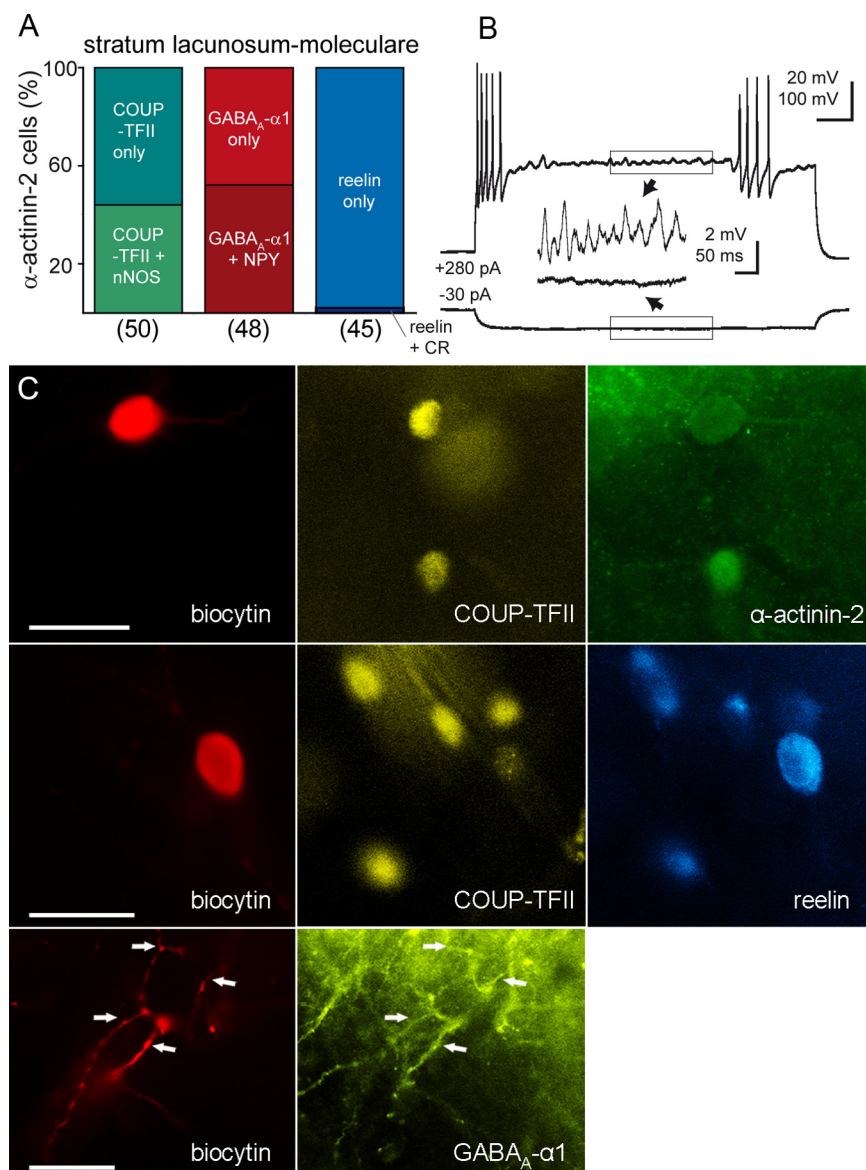 A
stratum lacunosum-moleculare
α-actinin-2 cells (%)
100
60
20
COUP
-TFII
only
COUP
-TFII +
nNOS
GABAA-α1
only
GABAA-α1
+ NPY
reelin
only
(50)
(48)
(45)
reelin
+ CR
B
20 mV
100 mV
2 mV
50 ms
+280 pA
-30 pA
C
biocytin
COUP-TFII
α-actinin-2
biocytin
COUP-TFII
reelin
biocytin
GABAA-α1